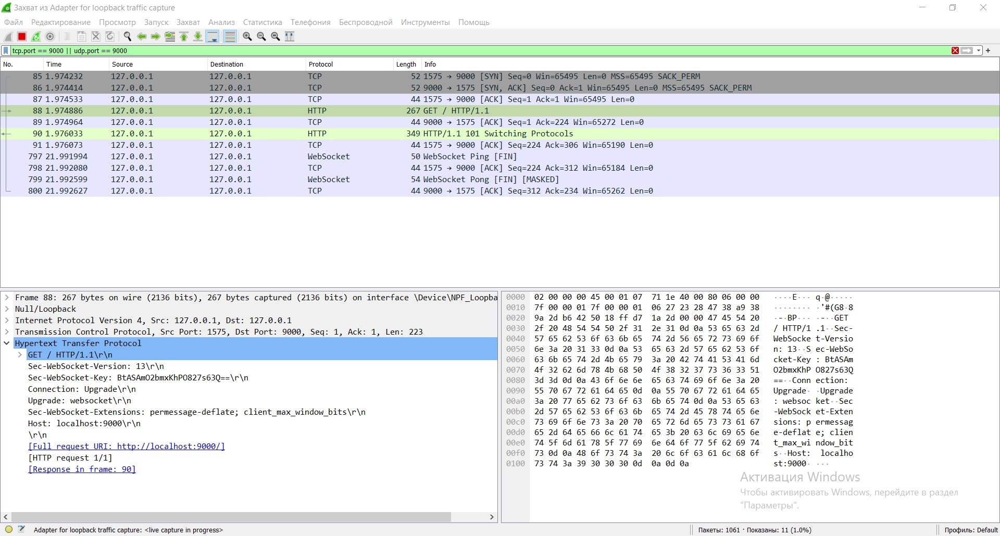 Захват из Adapter for loopback traffic capture
Файл Редактирование Просмотр Запуск Захват Анализ Статистика Телефония Беспроводной Инструменты Помощь
tcp.port == 9000 || udp.port == 9000
No. Time Source Destination Protocol Length Info
85 1.974232 127.0.0.1 127.0.0.1 TCP 52 1575 → 9000 [SYN] Seq=0 Win=65495 Len=0 MSS=65495 SACK_PERM
86 1.974414 127.0.0.1 127.0.0.1 TCP 52 9000 → 1575 [SYN, ACK] Seq=0 Ack=1 Win=65495 Len=0 MSS=65495 SACK_PERM
87 1.974533 127.0.0.1 127.0.0.1 TCP 44 1575 → 9000 [ACK] Seq=1 Ack=1 Win=65495 Len=0
88 1.974886 127.0.0.1 127.0.0.1 HTTP 267 GET / HTTP/1.1
89 1.974964 127.0.0.1 127.0.0.1 TCP 44 9000 → 1575 [ACK] Seq=1 Ack=224 Win=65272 Len=0
90 1.976033 127.0.0.1 127.0.0.1 HTTP 349 HTTP/1.1 101 Switching Protocols
91 1.976073 127.0.0.1 127.0.0.1 TCP 44 1575 → 9000 [ACK] Seq=224 Ack=306 Win=65190 Len=0
797 21.991994 127.0.0.1 127.0.0.1 WebSocket 50 WebSocket Ping [FIN]
798 21.992080 127.0.0.1 127.0.0.1 TCP 44 1575 → 9000 [ACK] Seq=224 Ack=312 Win=65184 Len=0
799 21.992599 127.0.0.1 127.0.0.1 WebSocket 54 WebSocket Pong [FIN] [MASKED]
800 21.992627 127.0.0.1 127.0.0.1 TCP 44 9000 → 1575 [ACK] Seq=312 Ack=234 Win=65262 Len=0
Frame 88: 267 bytes on wire (2136 bits), 267 bytes captured (2136 bits) on interface \Device\NPF_Loopba
Null/Loopback
Internet Protocol Version 4, Src: 127.0.0.1, Dst: 127.0.0.1
Transmission Control Protocol, Src Port: 1575, Dst Port: 9000, Seq: 1, Ack: 1, Len: 223
Hypertext Transfer Protocol
GET / HTTP/1.1\r\n
Sec-WebSocket-Version: 13\r\n
Sec-WebSocket-Key: BtASAmO2bmxKhPO827s63Q==\r\n
Connection: Upgrade\r\n
Upgrade: websocket\r\n
Sec-WebSocket-Extensions: permessage-deflate; client_max_window_bits\r\n
Host: localhost:9000\r\n
\r\n
[Full request URI: http://localhost:9000/]
[HTTP request 1/1]
[Response in frame: 90]
0000 02 00 00 00 45 00 01 07 71 1e 40 00 80 06 00 00 ····E··· q·@·····
0010 7f 00 00 01 7f 00 00 01 06 27 23 28 47 38 a9 38 ········ ·'#(G8·8
0020 9a 2d b6 42 50 18 ff d7 1a 2d 00 00 47 45 54 20 ·-·BP··· ·-··GET
0030 2f 20 48 54 54 50 2f 31 2e 31 0d 0a 53 65 63 2d / HTTP/1 .1··Sec-
0040 57 65 62 53 6f 63 6b 65 74 2d 56 65 72 73 69 6f WebSocke t-Versio
0050 6e 3a 20 31 33 0d 0a 53 65 63 2d 57 65 62 53 6f n: 13··S ec-WebSo
0060 63 6b 65 74 2d 4b 65 79 3a 20 42 74 41 53 41 6d cket-Key : BtASAm
0070 4f 32 62 6d 78 4b 68 50 4f 38 32 37 73 36 33 51 O2bmxKhP O827s63Q
0080 3d 3d 0d 0a 43 6f 6e 6e 65 63 74 69 6f 6e 3a 20 ==··Conn ection:
0090 55 70 67 72 61 64 65 0d 0a 55 70 67 72 61 64 65 Upgrade· ·Upgrade
00a0 3a 20 77 65 62 73 6f 63 6b 65 74 0d 0a 53 65 63 : websoc ket··Sec
00b0 2d 57 65 62 53 6f 63 6b 65 74 2d 45 78 74 65 6e -WebSock et-Exten
00c0 73 69 6f 6e 73 3a 20 70 65 72 6d 65 73 73 61 67 sions: p ermessag
00d0 65 2d 64 65 66 6c 61 74 65 3b 20 63 6c 69 65 6e e-deflat e; clien
00e0 74 5f 6d 61 78 5f 77 69 6e 64 6f 77 5f 62 69 74 t_max_wi ndow_bit
00f0 73 0d 0a 48 6f 73 74 3a 20 6c 6f 63 61 6c 68 6f s··Host: localho
0100 73 74 3a 39 30 30 30 0d 0a 0d 0a st:9000· ···
Активация Windows
Чтобы активировать Windows, перейдите в раздел
"Параметры".
Adapter for loopback traffic capture: <live capture in progress>
Пакеты: 1061 · Показаны: 11 (1.0%)
Профиль: Default